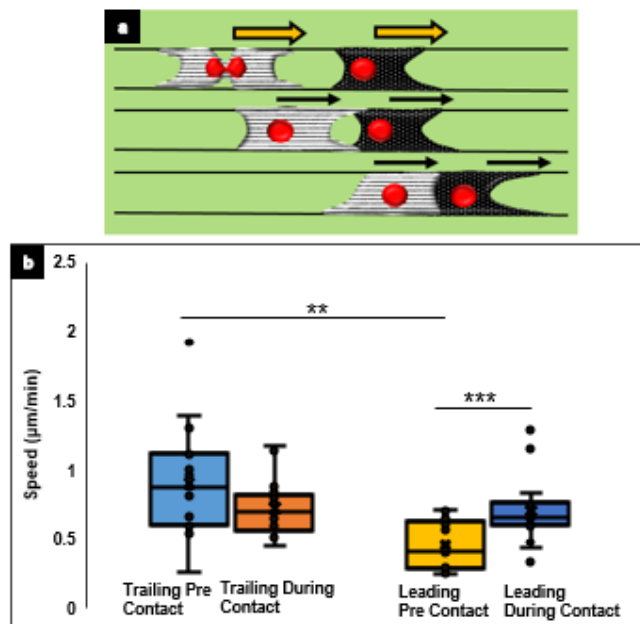 a
b
2.5
2
1.5
1
0.5
0
Speed (µm/min)
**
***
Trailing Pre Contact
Trailing During Contact
Leading Pre Contact
Leading During Contact